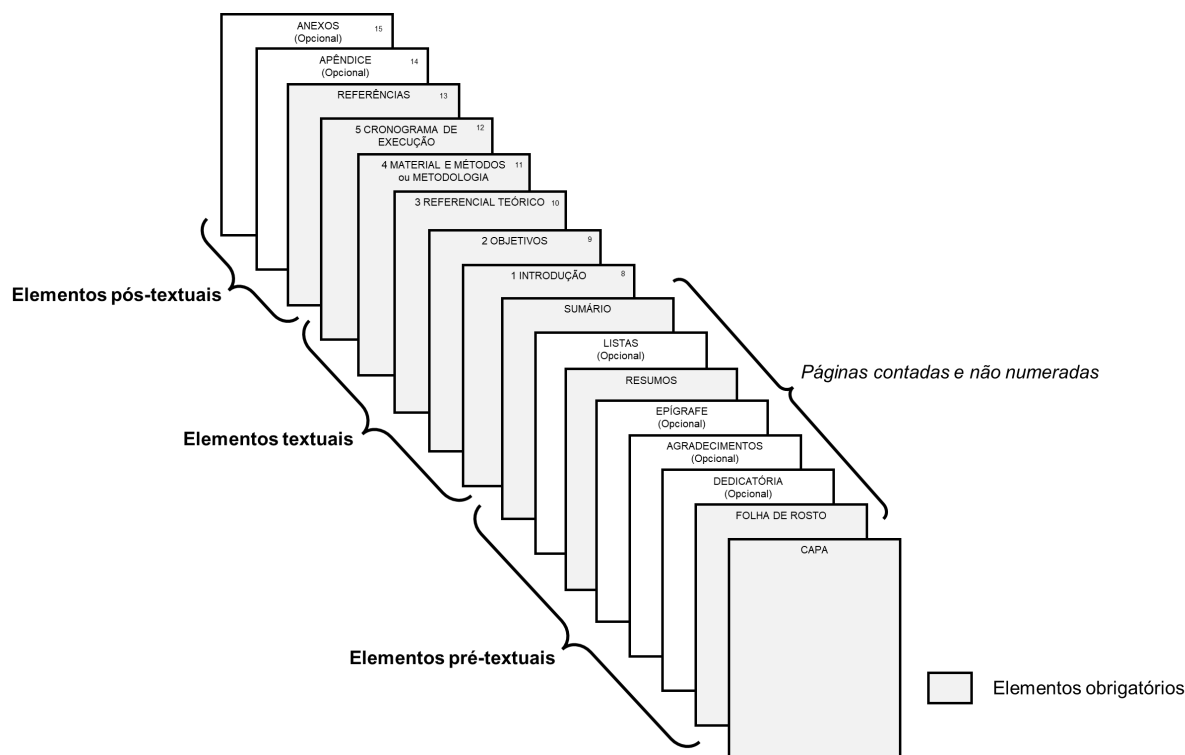 ANEXOS
(Opcional)
15
APÊNDICE
(Opcional)
14
REFERÊNCIAS
13
5 CRONOGRAMA DE
EXECUÇÃO
12
4 MATERIAL E MÉTODOS
ou METODOLOGIA
11
3 REFERENCIAL TEÓRICO
10
2 OBJETIVOS
9
1 INTRODUÇÃO
8
SUMÁRIO
LISTAS
(Opcional)
RESUMOS
EPÍGRAFE
(Opcional)
AGRADECIMENTOS
(Opcional)
DEDICATÓRIA
(Opcional)
FOLHA DE ROSTO
CAPA
Elementos pós-textuais
Elementos textuais
Elementos pré-textuais
Páginas contadas e não numeradas
Elementos obrigatórios